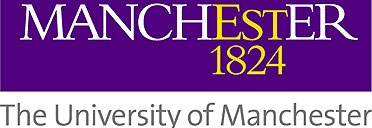 MANCHEsTER
1824
The University of Manchester